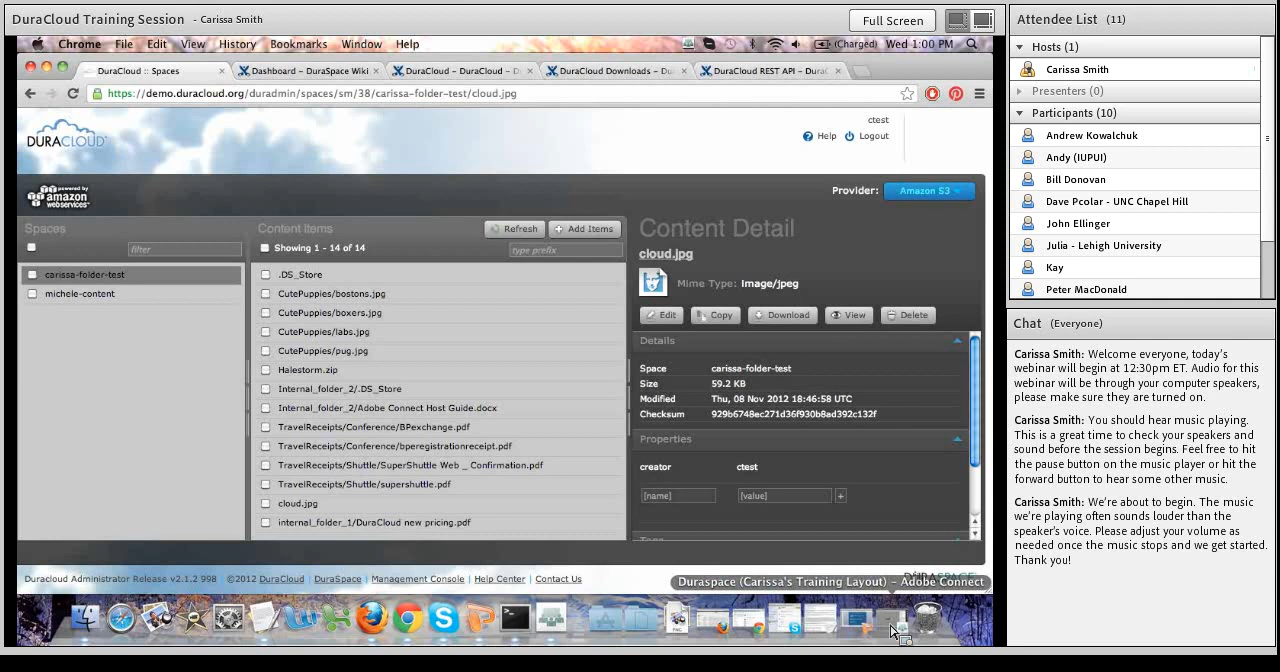 DuraCloud Training Session - Carissa Smith
Full Screen
Chrome File Edit View History Bookmarks Window Help
(Charged) Wed 1:00 PM
DuraCloud :: Spaces
Dashboard – DuraSpace Wiki
DuraCloud – DuraCloud – D
DuraCloud Downloads – Du
DuraCloud REST API – Dura
https://demo.duracloud.org/duradmin/spaces/sm/38/carissa-folder-test/cloud.jpg
DURACLOUD
ctest
Help Logout
powered by
amazon
webservices
Provider: Amazon S3
Spaces
filter
carissa-folder-test
michele-content
Content Items
Refresh
Add Items
Showing 1 - 14 of 14
type prefix
.DS_Store
CutePuppies/bostons.jpg
CutePuppies/boxers.jpg
CutePuppies/labs.jpg
CutePuppies/pug.jpg
Halestorm.zip
Internal_folder_2/.DS_Store
Internal_folder_2/Adobe Connect Host Guide.docx
TravelReceipts/Conference/BPexchange.pdf
TravelReceipts/Conference/bperegistrationreceipt.pdf
TravelReceipts/Shuttle/SuperShuttle Web _ Confirmation.pdf
TravelReceipts/Shuttle/supershuttle.pdf
cloud.jpg
internal_folder_1/DuraCloud new pricing.pdf
Content Detail
cloud.jpg
Mime Type: image/jpeg
Edit Copy Download View Delete
Details
Space carissa-folder-test
Size 59.2 KB
Modified Thu, 08 Nov 2012 18:46:58 UTC
Checksum 929b6748ec271d36f930b8ad392c132f
Properties
creator ctest
[name] [value] +
Duracloud Administrator Release v2.1.2 998 ©2012 DuraCloud | DuraSpace | Management Console | Help Center | Contact Us
Duraspace (Carissa's Training Layout) – Adobe Connect
Attendee List (11)
Hosts (1)
Carissa Smith
Presenters (0)
Participants (10)
Andrew Kowalchuk
Andy (IUPUI)
Bill Donovan
Dave Pcolar - UNC Chapel Hill
John Ellinger
Julia - Lehigh University
Kay
Peter MacDonald
Chat (Everyone)
Carissa Smith: Welcome everyone, today's
webinar will begin at 12:30pm ET. Audio for this
webinar will be through your computer speakers,
please make sure they are turned on.
Carissa Smith: You should hear music playing.
This is a great time to check your speakers and
sound before the session begins. Feel free to hit
the pause button on the music player or hit the
forward button to hear some other music.
Carissa Smith: We're about to begin. The music
we're playing often sounds louder than the
speaker's voice. Please adjust your volume as
needed once the music stops and we get started.
Thank you!